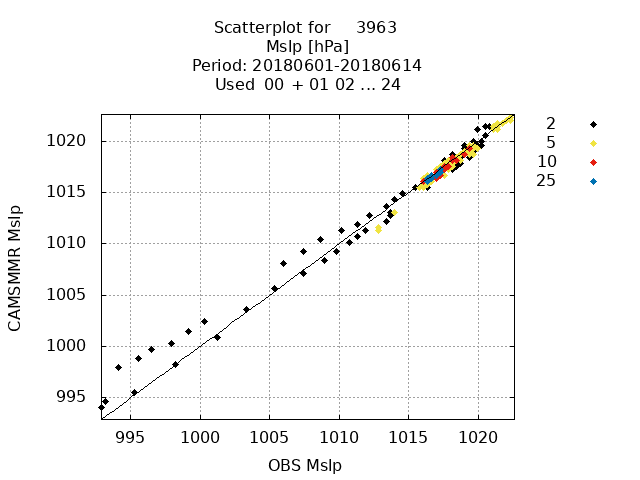 Scatterplot for 3963
Mslp [hPa]
Period: 20180601-20180614
Used 00 + 01 02 ... 24
2
5
10
25
1020
1015
1010
1005
1000
995
CAMSMMR Mslp
995 1000 1005 1010 1015 1020
OBS Mslp